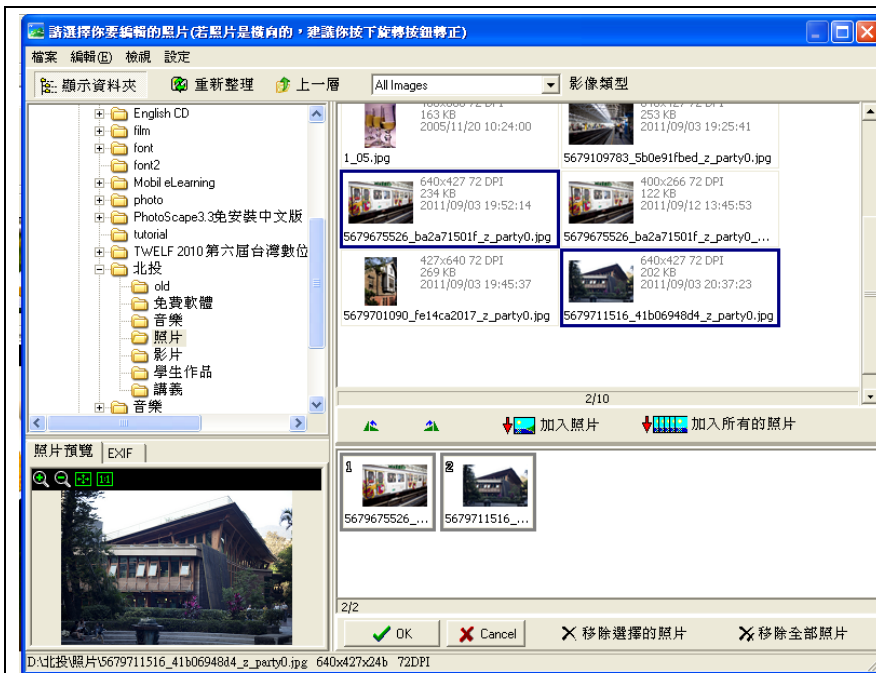 請選擇你要編輯的照片(若照片是橫向的，建議你按下旋轉按鈕轉正)
檔案 編輯(E) 檢視 設定
顯示資料夾 重新整理 上一層 All Images 影像類型
English CD
film
font
font2
Mobil eLearning
photo
PhotoScape3.3免安裝中文版
tutorial
TWELF 2010 第六屆台灣數位
北投
old
免費軟體
音樂
照片
影片
學生作品
講義
音樂
163 KB
2005/11/20 10:24:00
1_05.jpg
640x427 72 DPI
253 KB
2011/09/03 19:25:41
5679109783_5b0e91fbed_z_party0.jpg
640x427 72 DPI
234 KB
2011/09/03 19:52:14
5679675526_ba2a71501f_z_party0.jpg
400x266 72 DPI
122 KB
2011/09/12 13:45:53
5679675526_ba2a71501f_z_party0_...
427x640 72 DPI
269 KB
2011/09/03 19:45:37
5679701090_fe14ca2017_z_party0.jpg
640x427 72 DPI
202 KB
2011/09/03 20:37:23
5679711516_41b06948d4_z_party0.jpg
2/10
加入照片 加入所有的照片
照片預覽 EXIF
1:1
1
5679675526_...
2
5679711516_...
2/2
OK Cancel 移除選擇的照片 移除全部照片
D:\北投\照片\5679711516_41b06948d4_z_party0.jpg 640x427x24b 72DPI